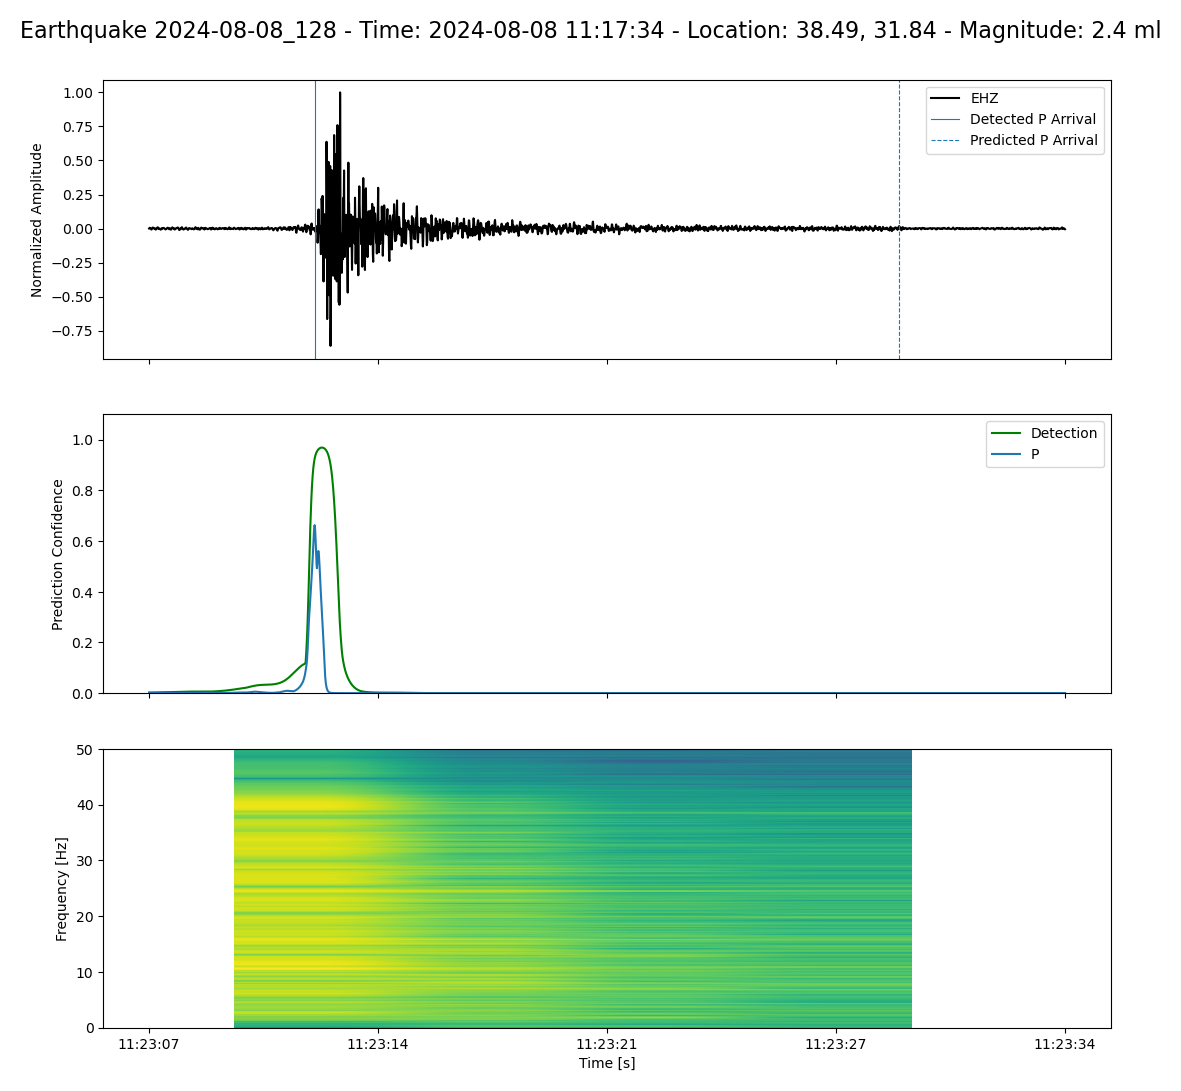 Earthquake 2024-08-08_128 - Time: 2024-08-08 11:17:34 - Location: 38.49, 31.84 - Magnitude: 2.4 ml
Normalized Amplitude
1.00
0.75
0.50
0.25
0.00
−0.25
−0.50
−0.75
EHZ
Detected P Arrival
Predicted P Arrival
Prediction Confidence
1.0
0.8
0.6
0.4
0.2
0.0
Detection
P
Frequency [Hz]
50
40
30
20
10
0
11:23:07 11:23:14 11:23:21 11:23:27 11:23:34
Time [s]